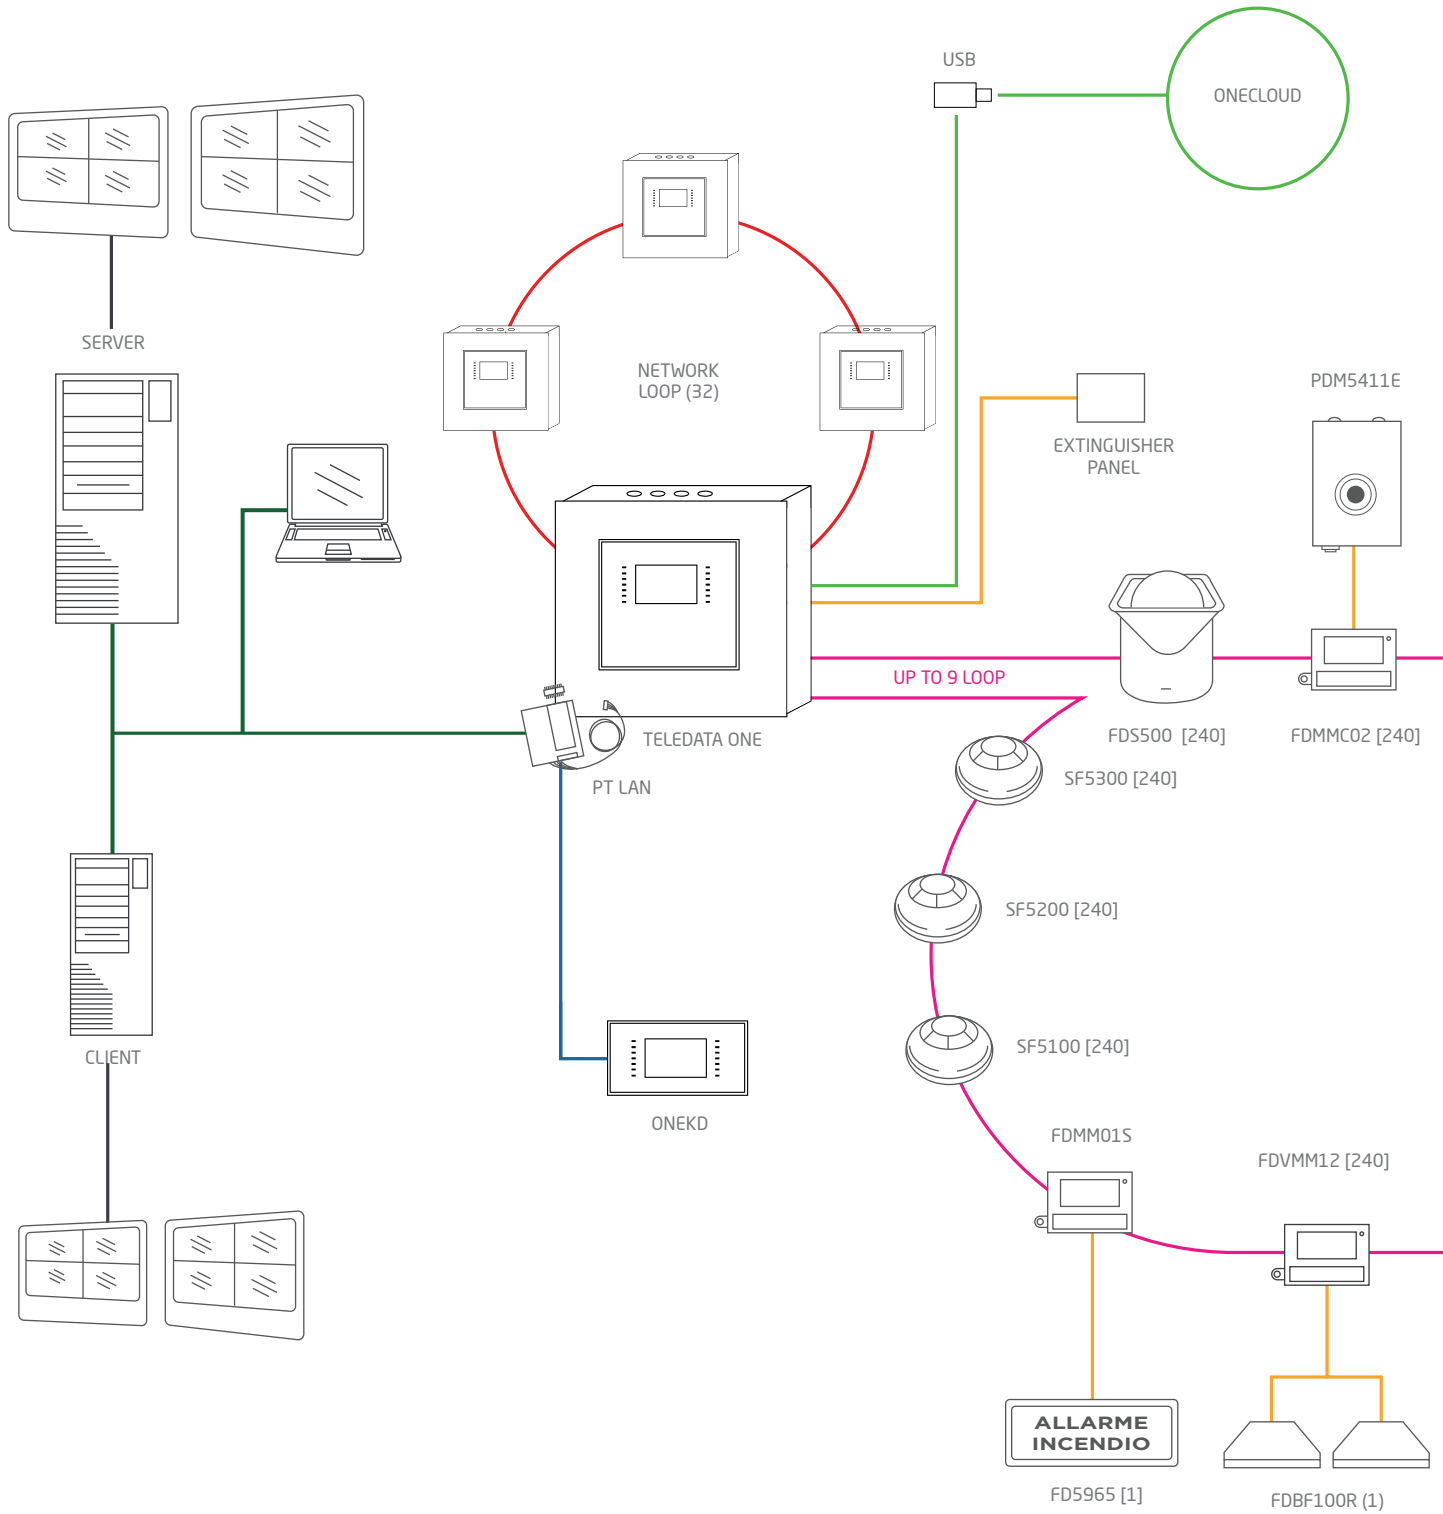 USB
ONECLOUD
SERVER
NETWORK
LOOP (32)
PDM5411E
EXTINGUISHER
PANEL
UP TO 9 LOOP
TELEDATA ONE
FDS500 [240]
FDMMC02 [240]
PT LAN
SF5300 [240]
SF5200 [240]
CLIENT
SF5100 [240]
ONEKD
FDMM01S
FDVMM12 [240]
ALLARME
INCENDIO
FD5965 [1]
FDBF100R (1)